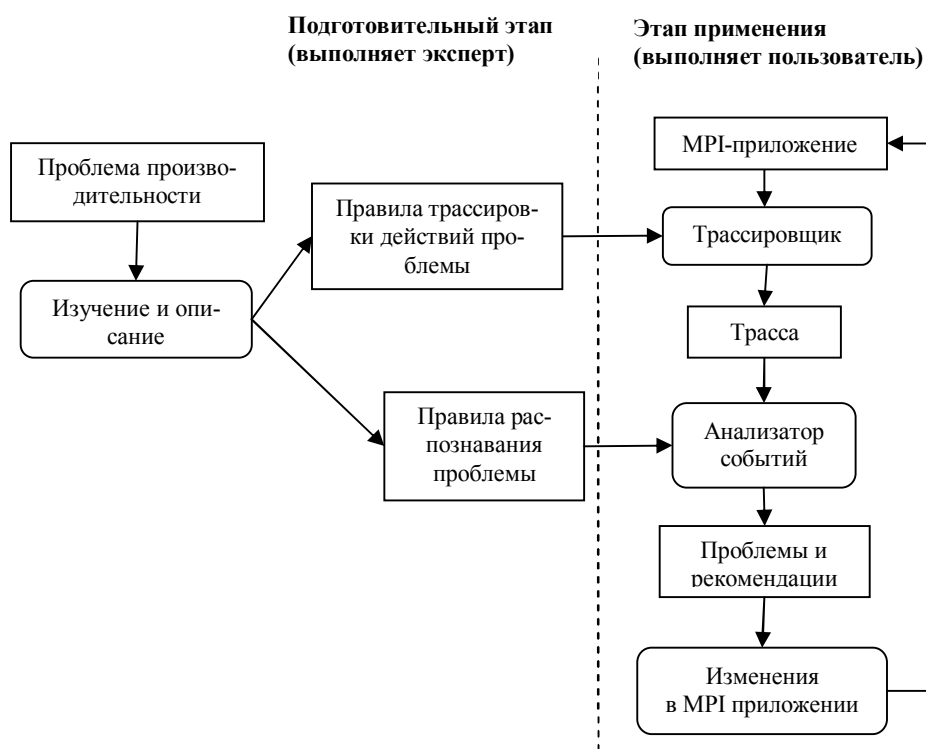 Подготовительный этап
(выполняет эксперт)
Этап применения
(выполняет пользователь)
Проблема произво-
дительности
Изучение и опи-
сание
Правила трассиров-
ки действий про-
блемы
Правила рас-
познавания
проблемы
MPI-приложение
Трассировщик
Трасса
Анализатор
событий
Проблемы и
рекомендации
Изменения
в MPI приложении